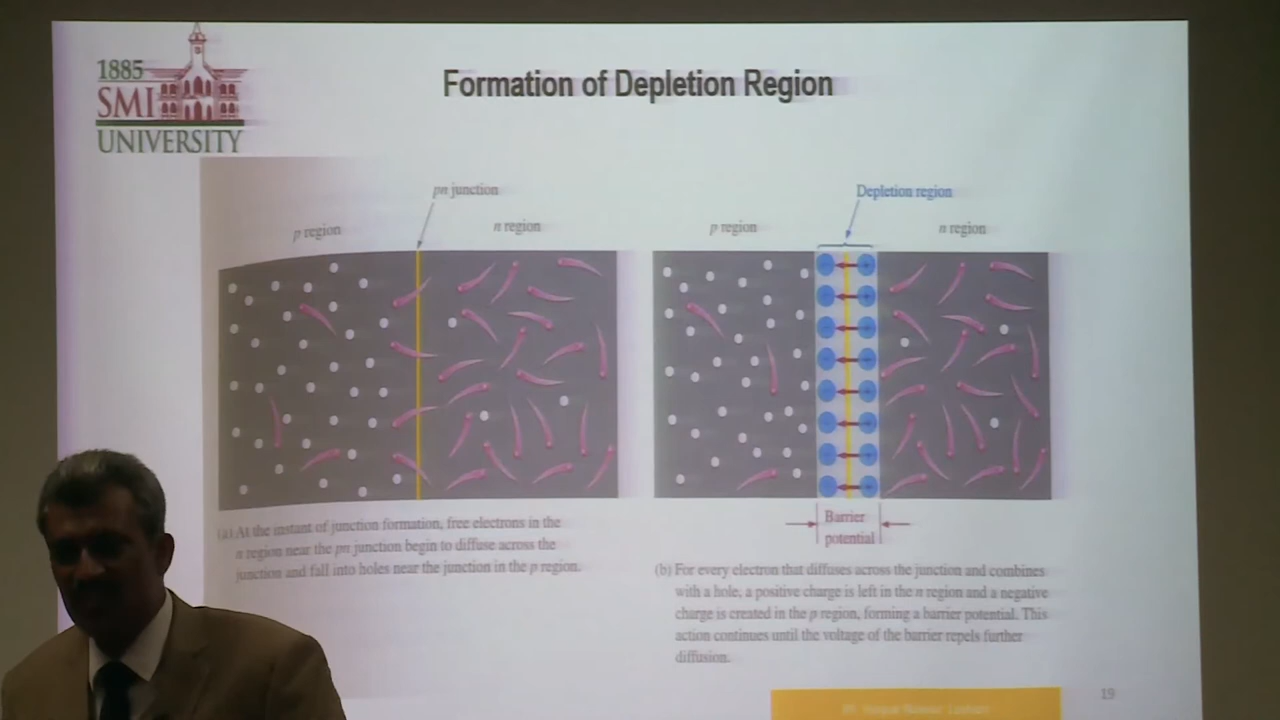 1885
SMI
UNIVERSITY
Formation of Depletion Region
pn junction
p region
n region
Depletion region
p region
n region
Barrier
potential
(a) At the instant of junction formation, free electrons in the
n region near the pn junction begin to diffuse across the
junction and fall into holes near the junction in the p region.
(b) For every electron that diffuses across the junction and combines
with a hole, a positive charge is left in the n region and a negative
charge is created in the p region, forming a barrier potential. This
action continues until the voltage of the barrier repels further
diffusion.
19